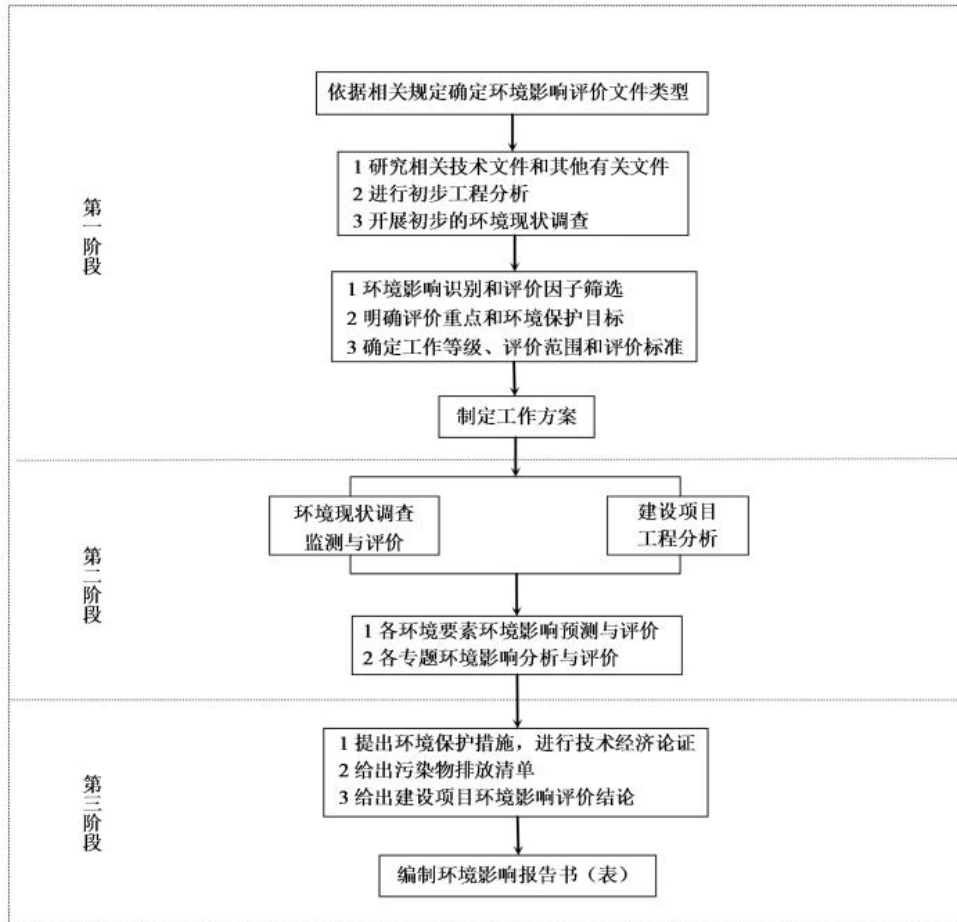 依据相关规定确定环境影响评价文件类型
1 研究相关技术文件和其他有关文件
2 进行初步工程分析
3 开展初步的环境现状调查
第一阶段
1 环境影响识别和评价因子筛选
2 明确评价重点和环境保护目标
3 确定工作等级、评价范围和评价标准
制定工作方案
环境现状调查
监测与评价
建设项目
工程分析
第二阶段
1 各环境要素环境影响预测与评价
2 各专题环境影响分析与评价
1 提出环境保护措施，进行技术经济论证
2 给出污染物排放清单
3 给出建设项目环境影响评价结论
第三阶段
编制环境影响报告书（表）